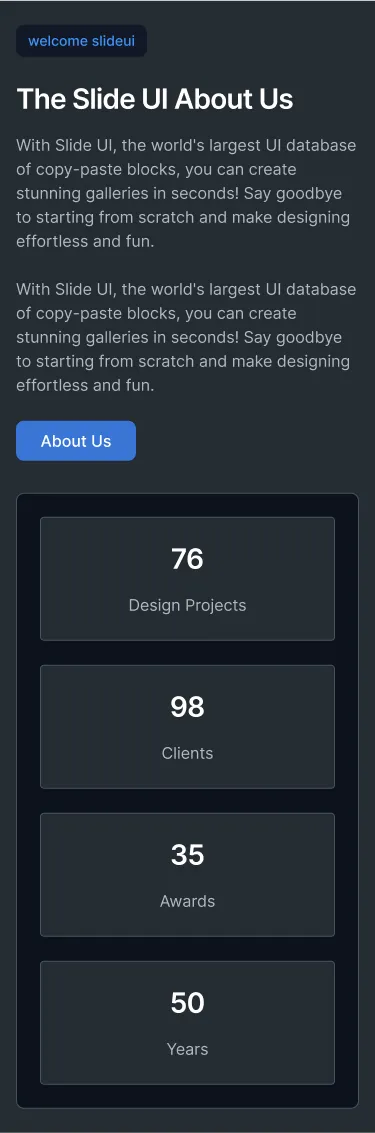 welcome slideui
The Slide UI About Us
With Slide UI, the world's largest UI database
of copy-paste blocks, you can create
stunning galleries in seconds! Say goodbye
to starting from scratch and make designing
effortless and fun.
With Slide UI, the world's largest UI database
of copy-paste blocks, you can create
stunning galleries in seconds! Say goodbye
to starting from scratch and make designing
effortless and fun.
About Us
76
Design Projects
98
Clients
35
Awards
50
Years